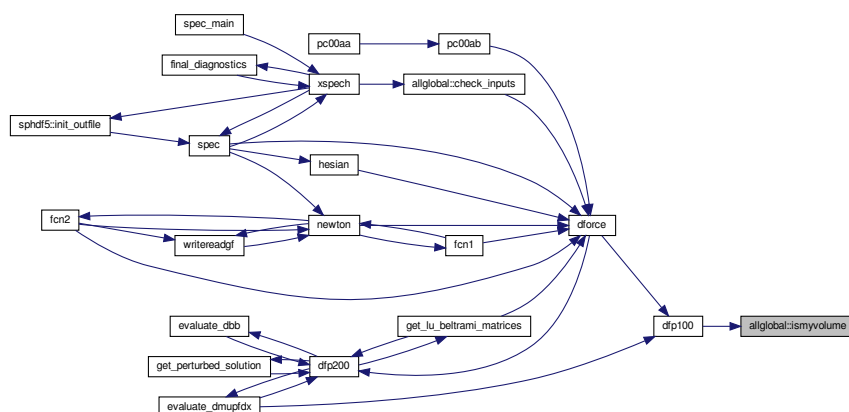 spec_main
pc00aa
pc00ab
final_diagnostics
xspech
allglobal::check_inputs
sphdf5::init_outfile
spec
hesian
fcn2
newton
dforce
writereadgf
fcn1
evaluate_dbb
get_lu_beltrami_matrices
dfp100
allglobal::ismyvolume
get_perturbed_solution
dfp200
evaluate_dmupfdx